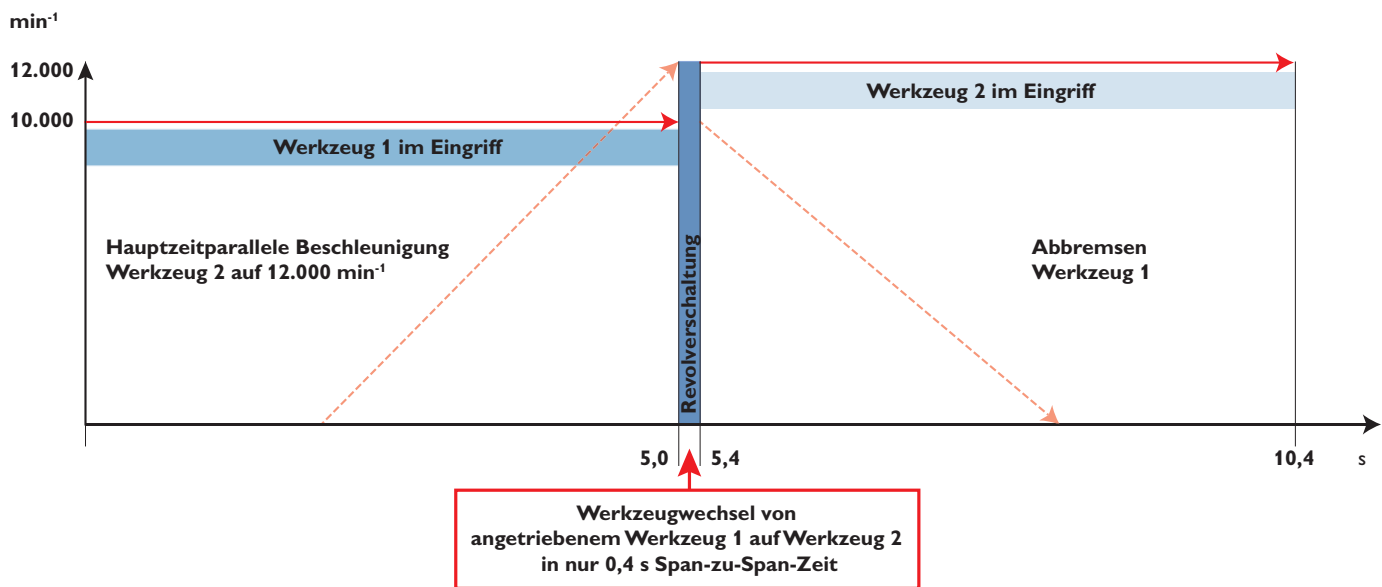 min⁻¹
12.000
10.000
Werkzeug 1 im Eingriff
Werkzeug 2 im Eingriff
Hauptzeitparallele Beschleunigung
Werkzeug 2 auf 12.000 min⁻¹
Revolverschaltung
Abbremsen
Werkzeug 1
5,0 5,4 10,4 s
Werkzeugwechsel von
angetriebenem Werkzeug 1 auf Werkzeug 2
in nur 0,4 s Span-zu-Span-Zeit